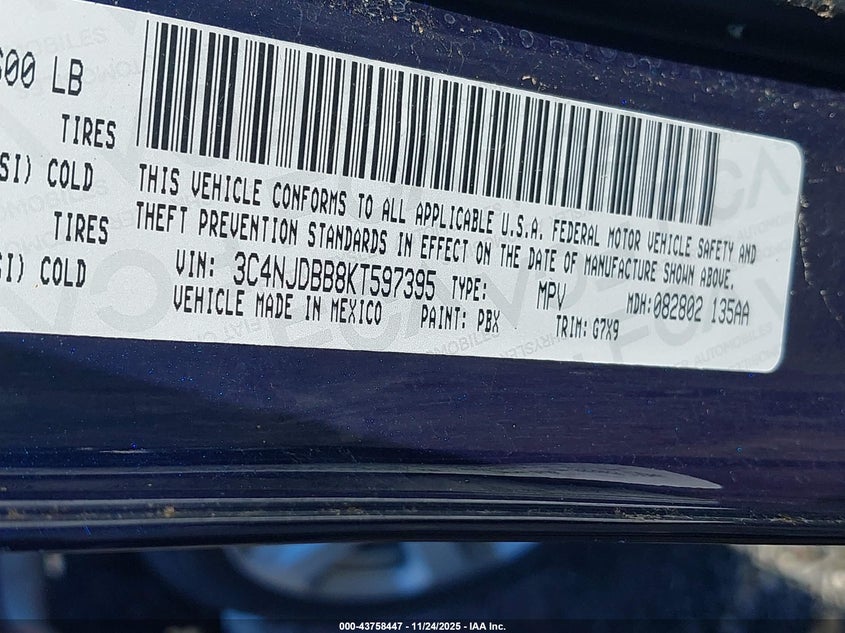 600 LB
TIRES
SI) COLD
TIRES
SI) COLD
THIS VEHICLE CONFORMS TO ALL APPLICABLE U.S.A. FEDERAL MOTOR VEHICLE SAFETY AND
THEFT PREVENTION STANDARDS IN EFFECT ON THE DATE OF MANUFACTURE SHOWN ABOVE.
VIN: 3C4NJDBB8KT597395 TYPE: MPV MDH:082802 135AA
VEHICLE MADE IN MEXICO PAINT: PBX TRIM: G7X9
000-43758447 - 11/24/2025 - IAA Inc.